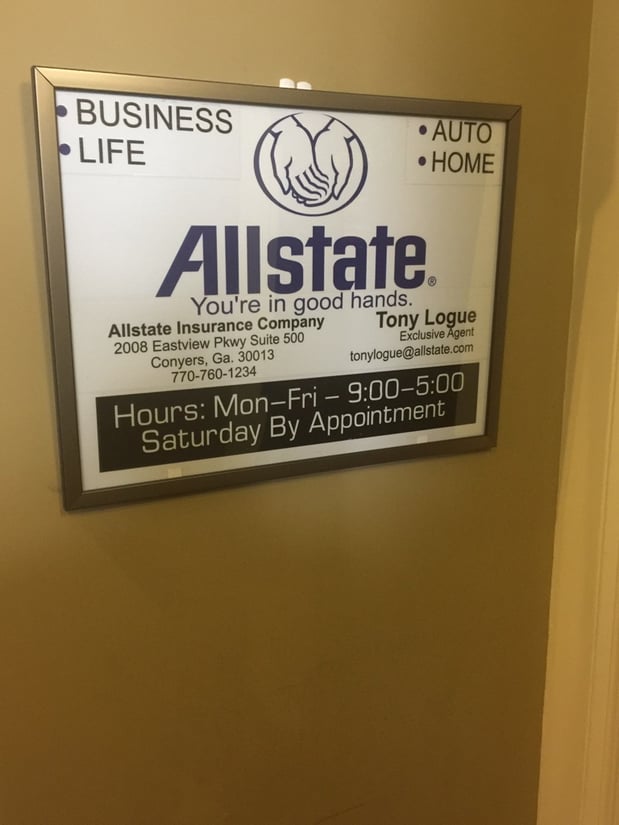 • BUSINESS
• LIFE
• AUTO
• HOME
Allstate®
You're in good hands.
Allstate Insurance Company
2008 Eastview Pkwy Suite 500
Conyers, Ga. 30013
770-760-1234
Tony Logue
Exclusive Agent
tonylogue@allstate.com
Hours: Mon–Fri – 9:00–5:00
Saturday By Appointment